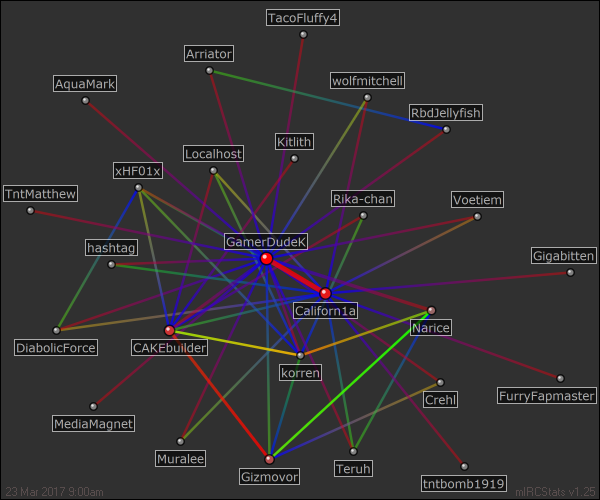 TacoFluffy4
Arriator
wolfmitchell
AquaMark
RbdJellyfish
Kitlith
Localhost
xHF01x
TntMatthew
Rika-chan
Voetiem
GamerDudeK
hashtag
Gigabitten
Californ1a
Narice
DiabolicForce
CAKEbuilder
korren
Crehl
FurryFapmaster
MediaMagnet
Muralee
Teruh
Gizmovor
tntbomb1919
23 Mar 2017 9:00am
mIRCStats v1.25